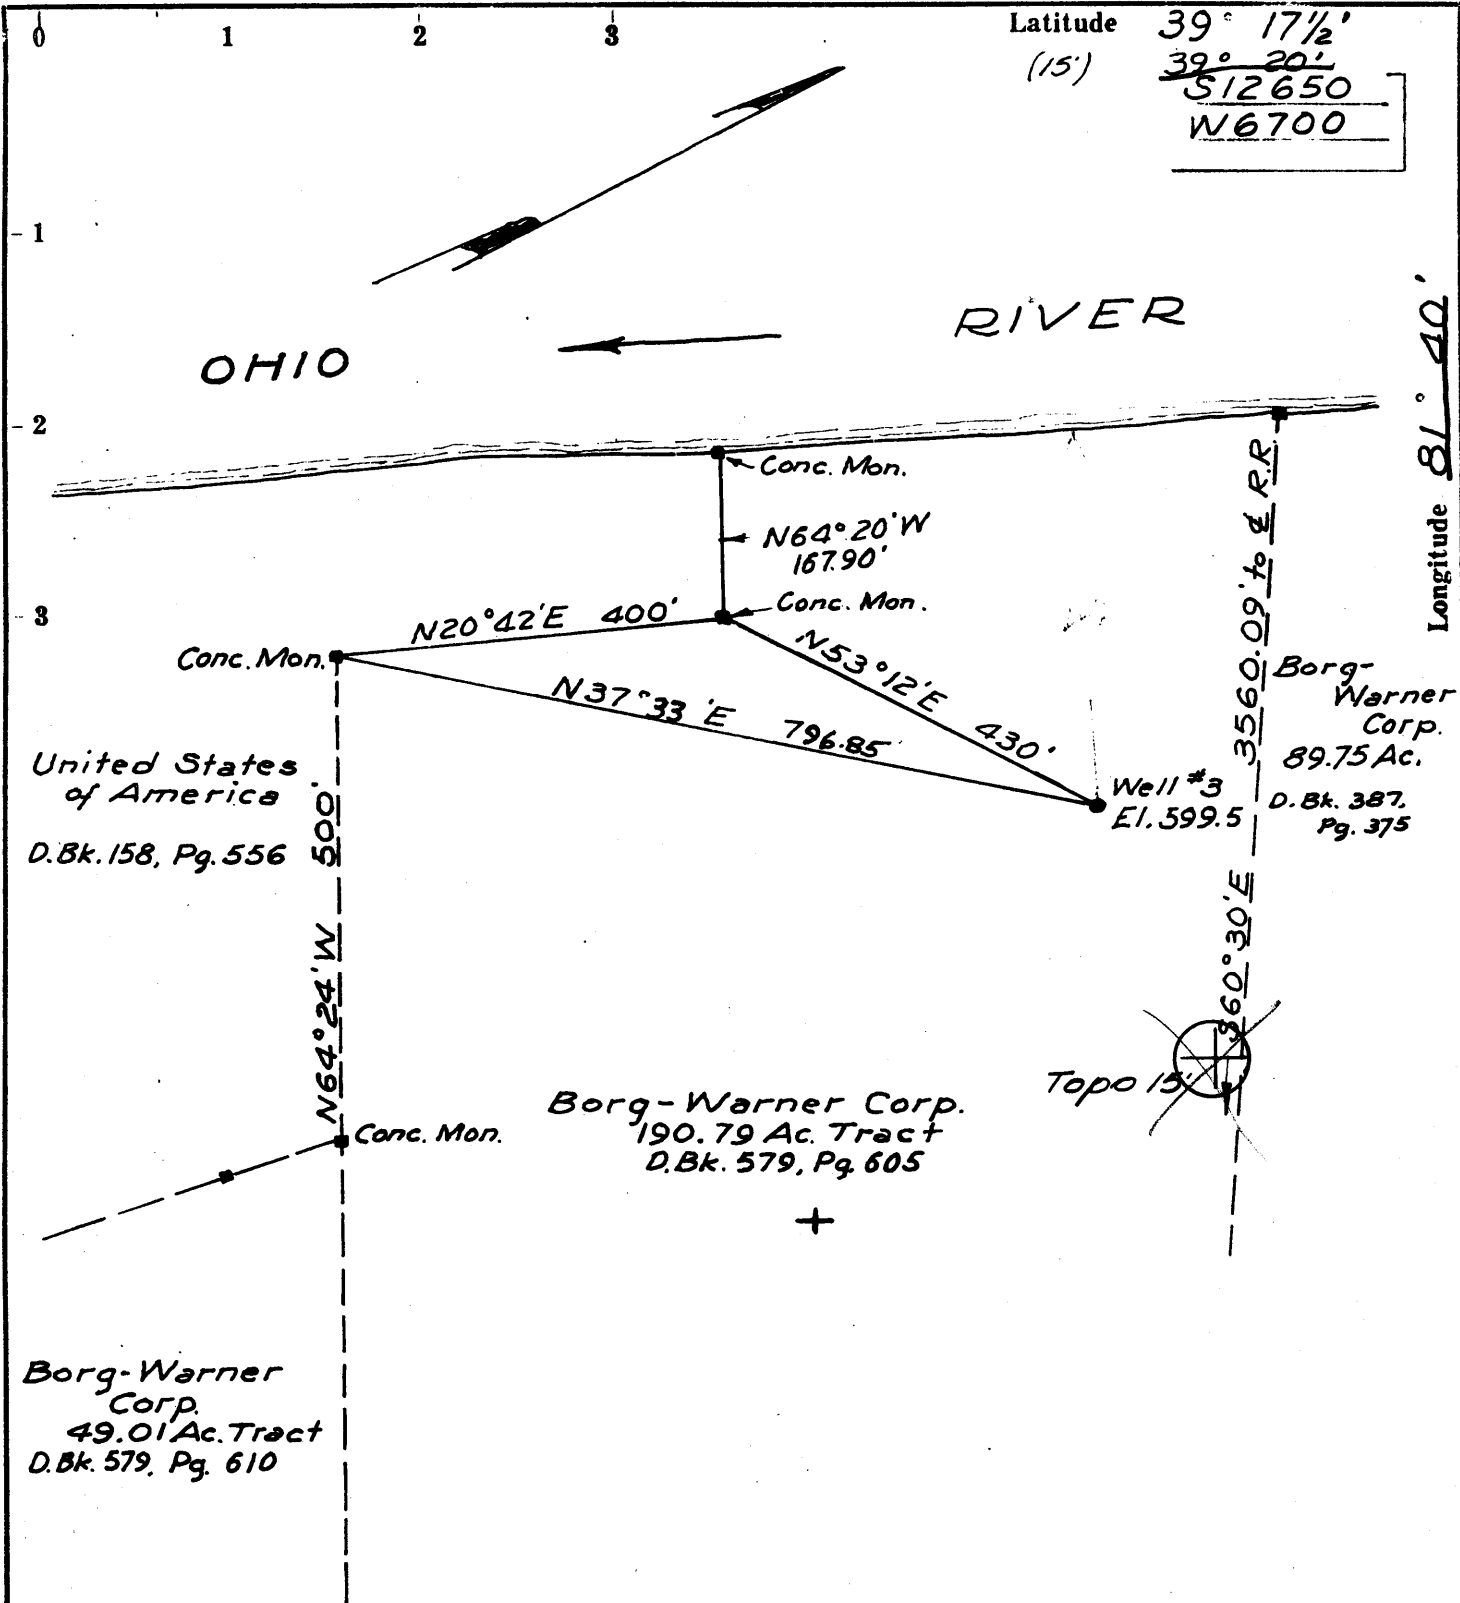 0 1 2 3
Latitude 39° 17½'
(15') 39° 20'
S12650
W6700
- 1
OHIO RIVER
- 2
Longitude 81° 40'
Conc. Mon.
N64°20'W
167.90'
- 3
Conc. Mon.
N20°42'E 400'
Conc. Mon.
N53°12'E 430'
N37°33'E 796.85'
Well #3
El. 599.5
S60°30'E 3560.09' to ℄ R.R.
Borg-
Warner
Corp.
89.75 Ac.
D. Bk. 387,
Pg. 375
United States
of America
D.Bk. 158, Pg. 556
N64°24'W 500'
Topo 15'
Conc. Mon.
Borg-Warner Corp.
190.79 Ac. Tract
D.Bk. 579, Pg. 605
Borg-Warner
Corp.
49.01 Ac. Tract
D.Bk. 579, Pg. 610